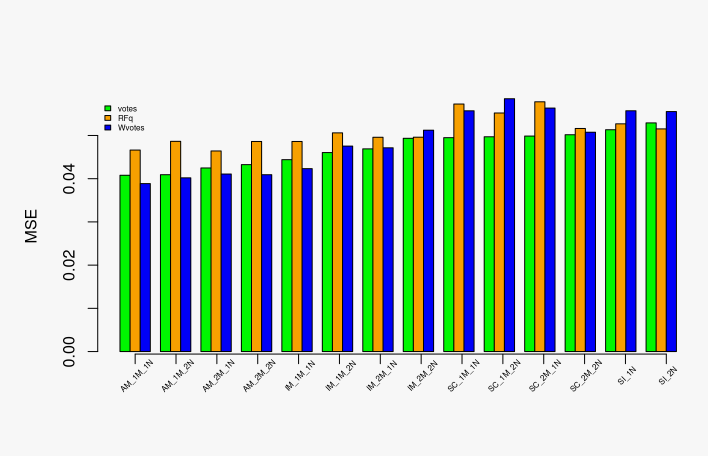 votes
RFq
Wvotes
MSE
0.04
0.02
0.00
AM_1M_1N
AM_1M_2N
AM_2M_1N
AM_2M_2N
IM_1M_1N
IM_1M_2N
IM_2M_1N
IM_2M_2N
SC_1M_1N
SC_1M_2N
SC_2M_1N
SC_2M_2N
SI_1N
SI_2N